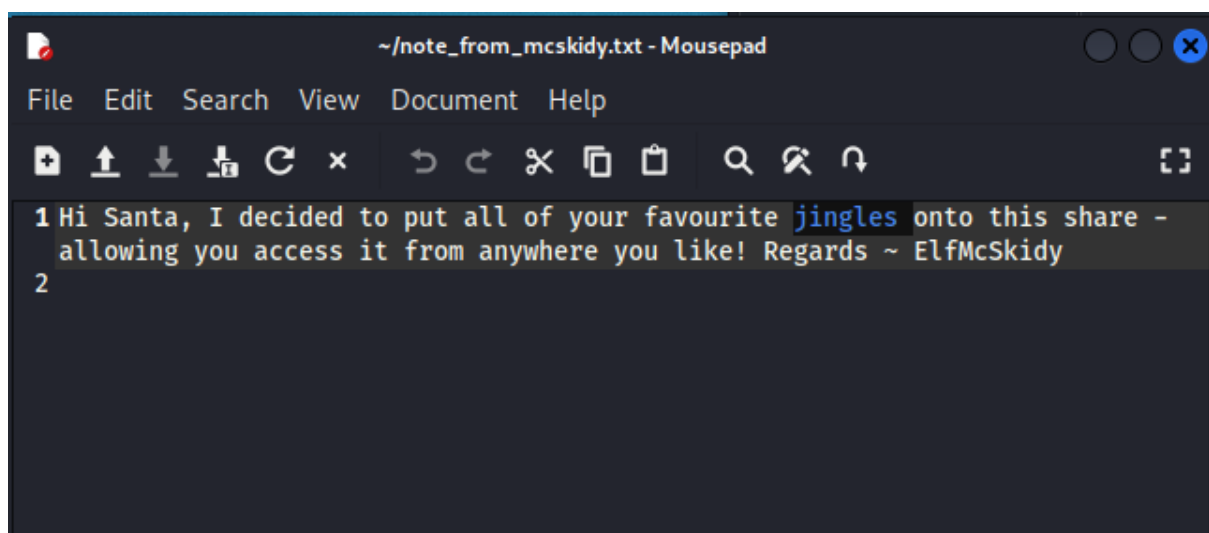 ~/note_from_mcskidy.txt - Mousepad
File Edit Search View Document Help
1 Hi Santa, I decided to put all of your favourite jingles onto this share –
allowing you access it from anywhere you like! Regards ~ ElfMcSkidy
2